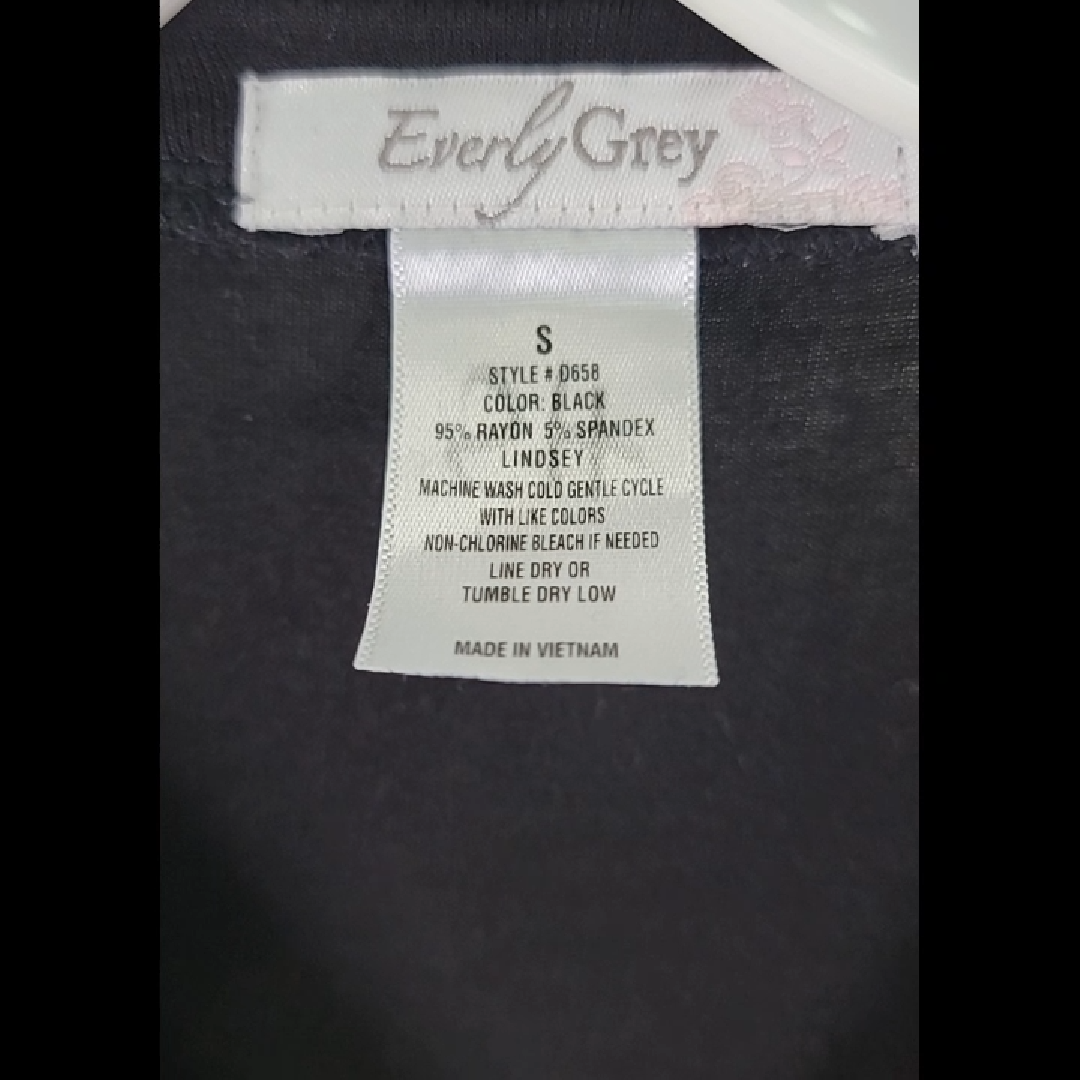 Everly Grey
S
STYLE # D658
COLOR: BLACK
95% RAYON 5% SPANDEX
LINDSEY
MACHINE WASH COLD GENTLE CYCLE
WITH LIKE COLORS
NON-CHLORINE BLEACH IF NEEDED
LINE DRY OR
TUMBLE DRY LOW
MADE IN VIETNAM